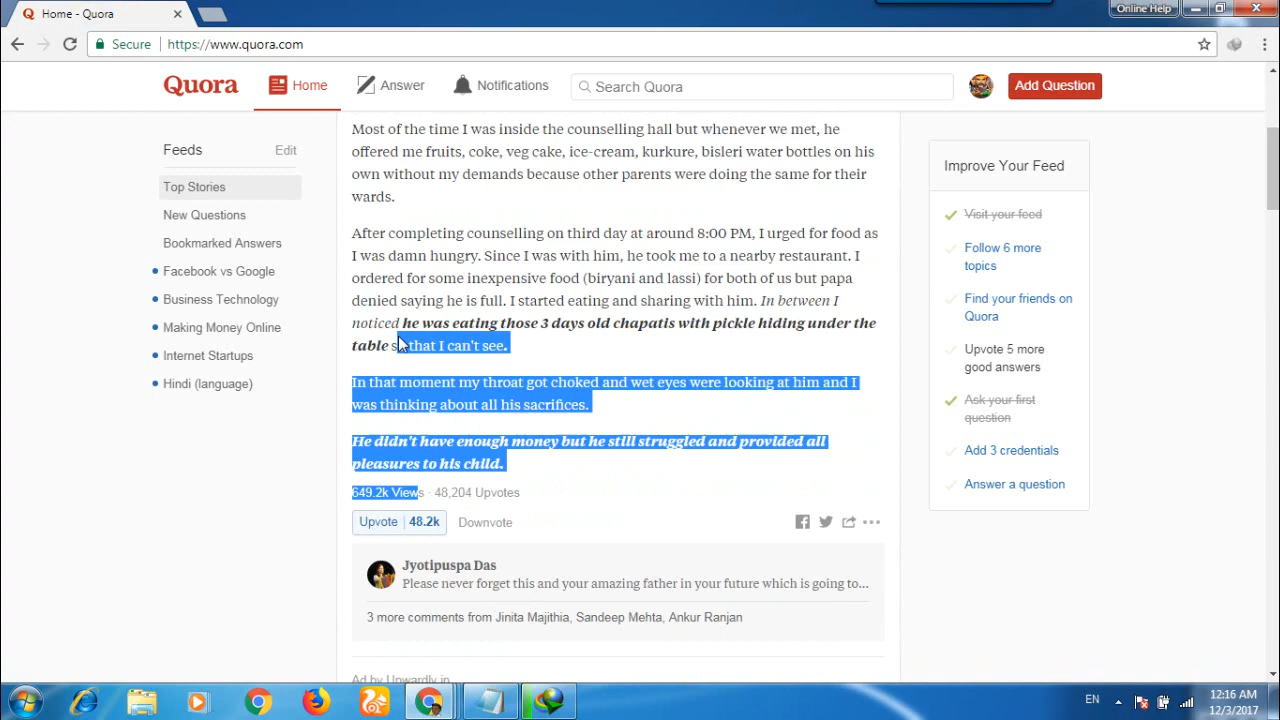 Home - Quora
Online Help
Secure https://www.quora.com
Quora
Home
Answer
Notifications
Search Quora
Add Question
Feeds
Edit
Top Stories
New Questions
Bookmarked Answers
Facebook vs Google
Business Technology
Making Money Online
Internet Startups
Hindi (language)
Most of the time I was inside the counselling hall but whenever we met, he
offered me fruits, coke, veg cake, ice-cream, kurkure, bisleri water bottles on his
own without my demands because other parents were doing the same for their
wards.
After completing counselling on third day at around 8:00 PM, I urged for food as
I was damn hungry. Since I was with him, he took me to a nearby restaurant. I
ordered for some inexpensive food (biryani and lassi) for both of us but papa
denied saying he is full. I started eating and sharing with him. In between I
noticed he was eating those 3 days old chapatis with pickle hiding under the
table so that I can't see.
In that moment my throat got choked and wet eyes were looking at him and I
was thinking about all his sacrifices.
He didn't have enough money but he still struggled and provided all
pleasures to his child.
649.2k Views · 48,204 Upvotes
Upvote 48.2k Downvote
Jyotipuspa Das
Please never forget this and your amazing father in your future which is going to...
3 more comments from Jinita Majithia, Sandeep Mehta, Ankur Ranjan
Ad by Upwardly in
Improve Your Feed
Visit your feed
Follow 6 more
topics
Find your friends on
Quora
Upvote 5 more
good answers
Ask your first
question
Add 3 credentials
Answer a question
EN
12:16 AM
12/3/2017